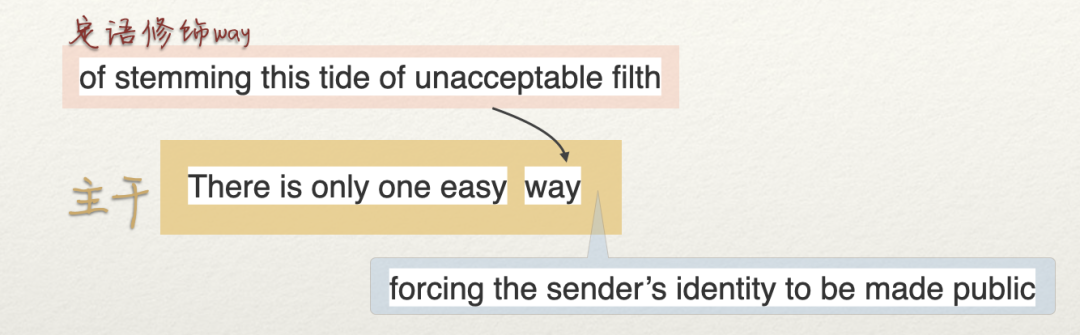 定语修饰way
of stemming this tide of unacceptable filth
主干
There is only one easy way
forcing the sender's identity to be made public